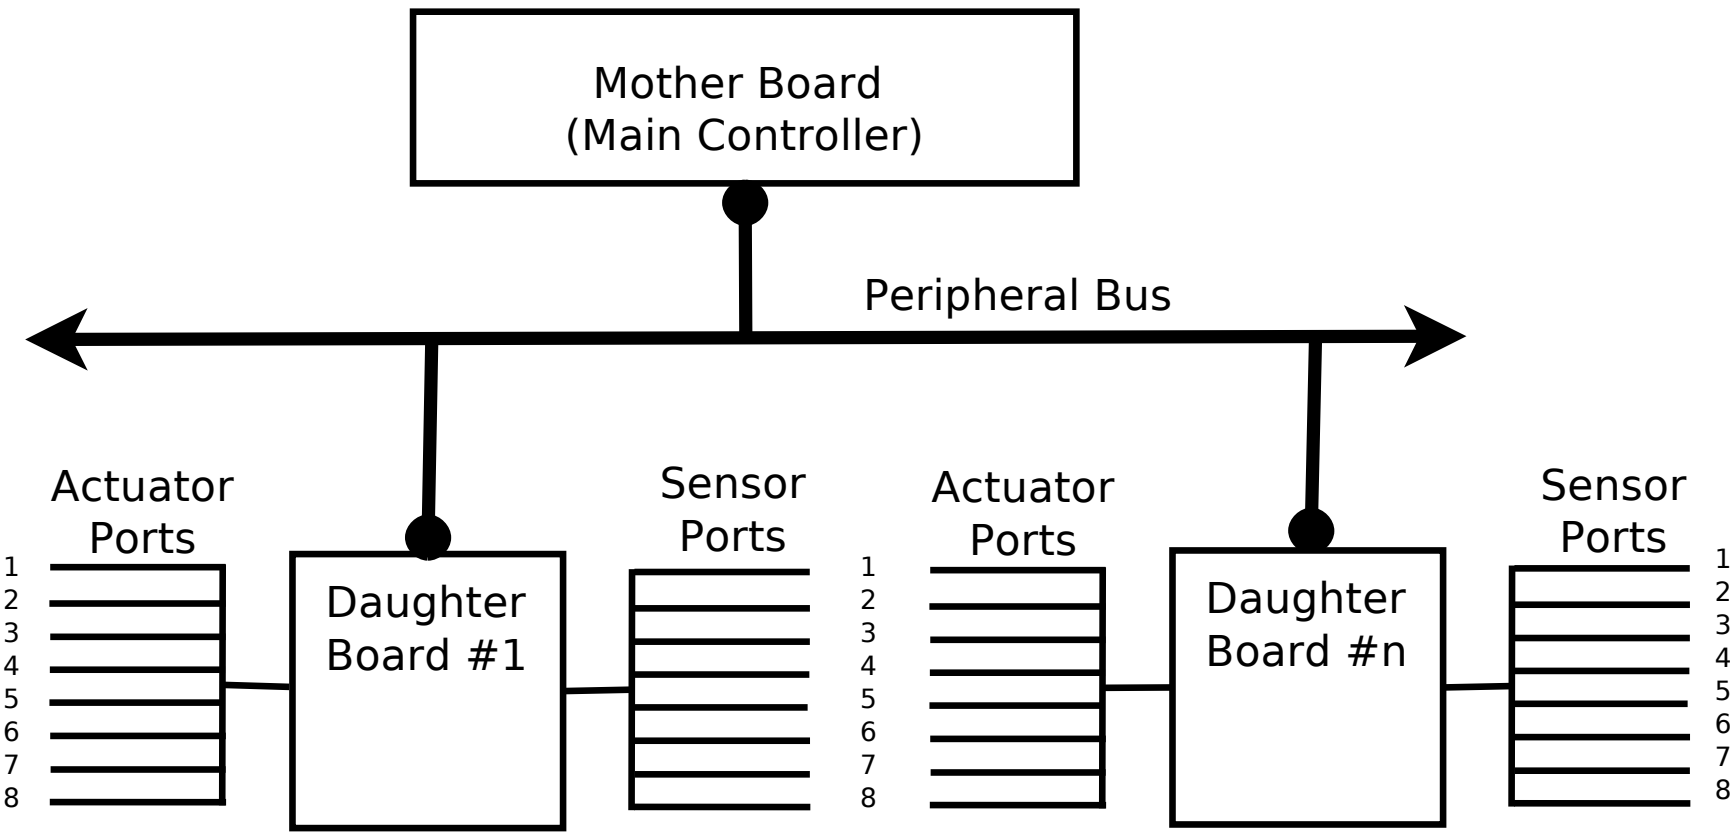 Mother Board
(Main Controller)
Peripheral Bus
Actuator
Ports
1
2
3
4
5
6
7
8
Daughter
Board #1
Sensor
Ports
1
2
3
4
5
6
7
8
Actuator
Ports
Daughter
Board #n
Sensor
Ports
1
2
3
4
5
6
7
8